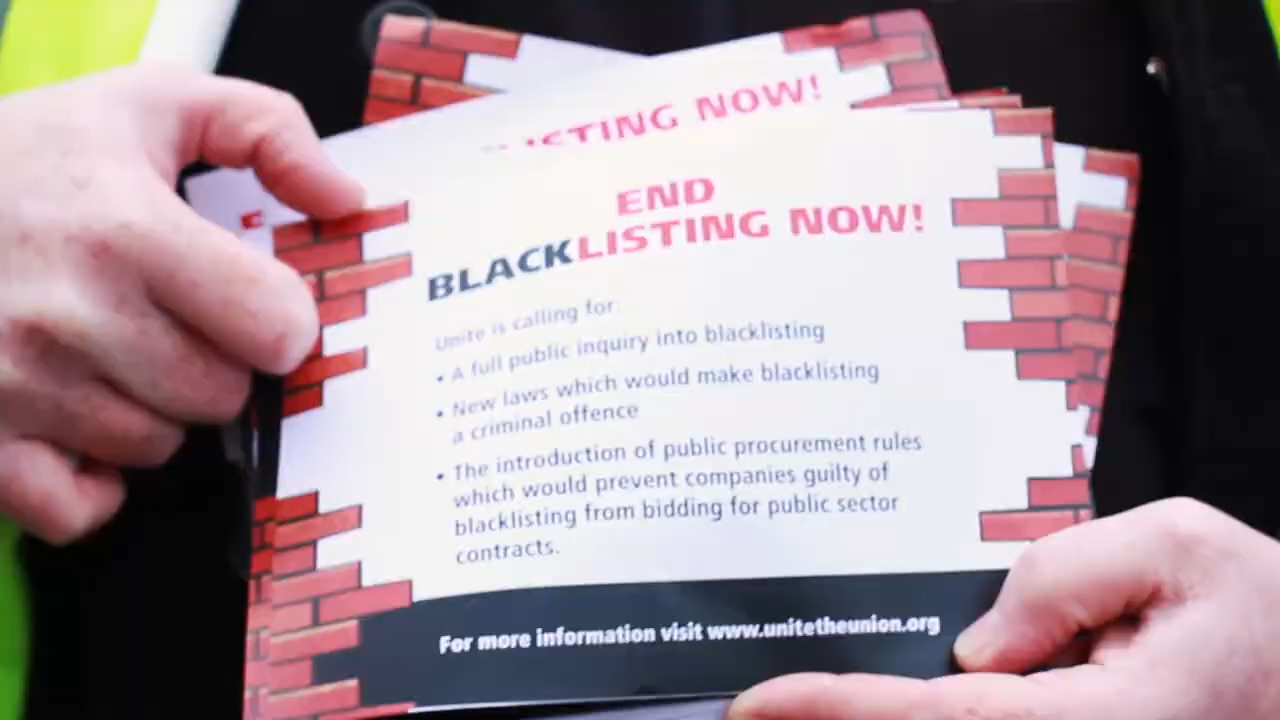 LISTING NOW!
E
END
BLACKLISTING NOW!
Unite is calling for:
• A full public inquiry into blacklisting
• New laws which would make blacklisting
a criminal offence
• The introduction of public procurement rules
which would prevent companies guilty of
blacklisting from bidding for public sector
contracts.
For more information visit www.unitetheunion.org